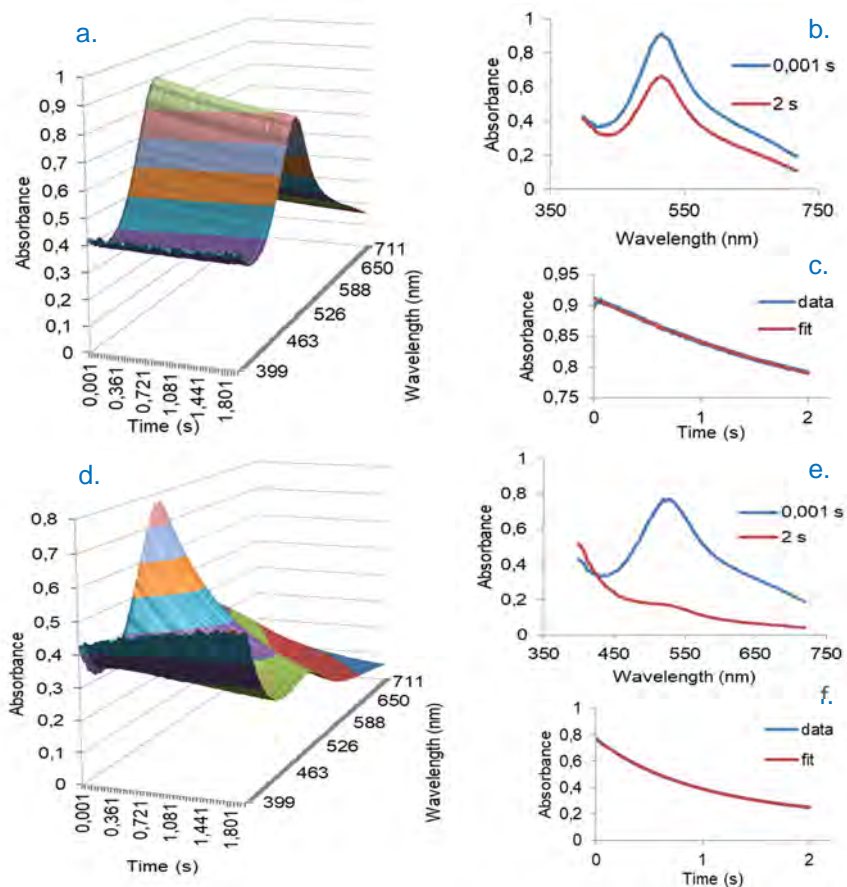 a.
Absorbance
1
0,9
0,8
0,7
0,6
0,5
0,4
0,3
0,2
0,1
0
0,001
0,361
0,721
1,081
1,441
1,801
Time (s)
399
463
526
588
650
711
Wavelength (nm)
b.
Absorbance
1
0,8
0,6
0,4
0,2
0
350
550
750
Wavelength (nm)
0,001 s
2 s
c.
Absorbance
0,95
0,9
0,85
0,8
0,75
0
1
2
Time (s)
data
fit
d.
Absorbance
0,8
0,7
0,6
0,5
0,4
0,3
0,2
0,1
0
0,001
0,361
0,721
1,081
1,441
1,801
Time (s)
399
463
526
588
650
711
Wavelength (nm)
e.
Absorbance
1
0,8
0,6
0,4
0,2
0
350
450
550
650
750
Wavelength (nm)
0,001 s
2 s
f.
Absorbance
1
0,8
0,6
0,4
0,2
0
0
1
2
Time (s)
data
fit